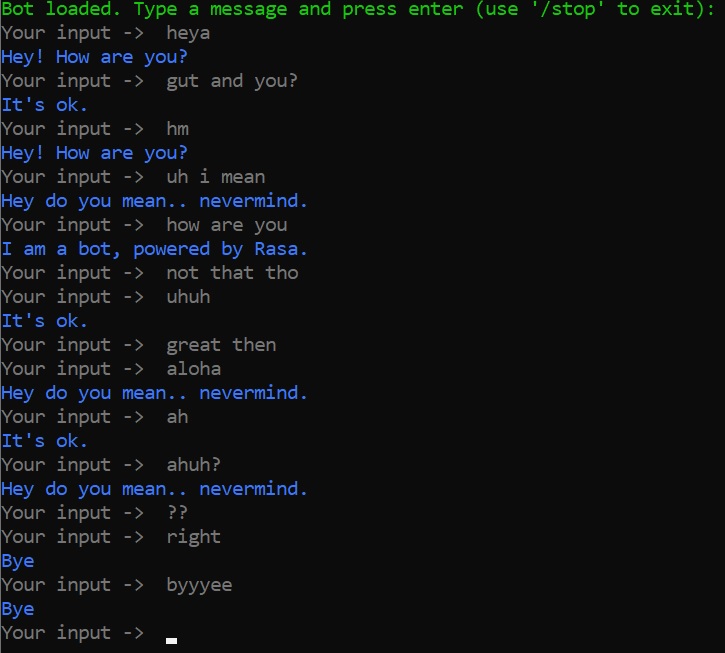 Bot loaded. Type a message and press enter (use '/stop' to exit):
Your input -> heya
Hey! How are you?
Your input -> gut and you?
It's ok.
Your input -> hm
Hey! How are you?
Your input -> uh i mean
Hey do you mean.. nevermind.
Your input -> how are you
I am a bot, powered by Rasa.
Your input -> not that tho
Your input -> uhuh
It's ok.
Your input -> great then
Your input -> aloha
Hey do you mean.. nevermind.
Your input -> ah
It's ok.
Your input -> ahuh?
Hey do you mean.. nevermind.
Your input -> ??
Your input -> right
Bye
Your input -> byyyee
Bye
Your input ->